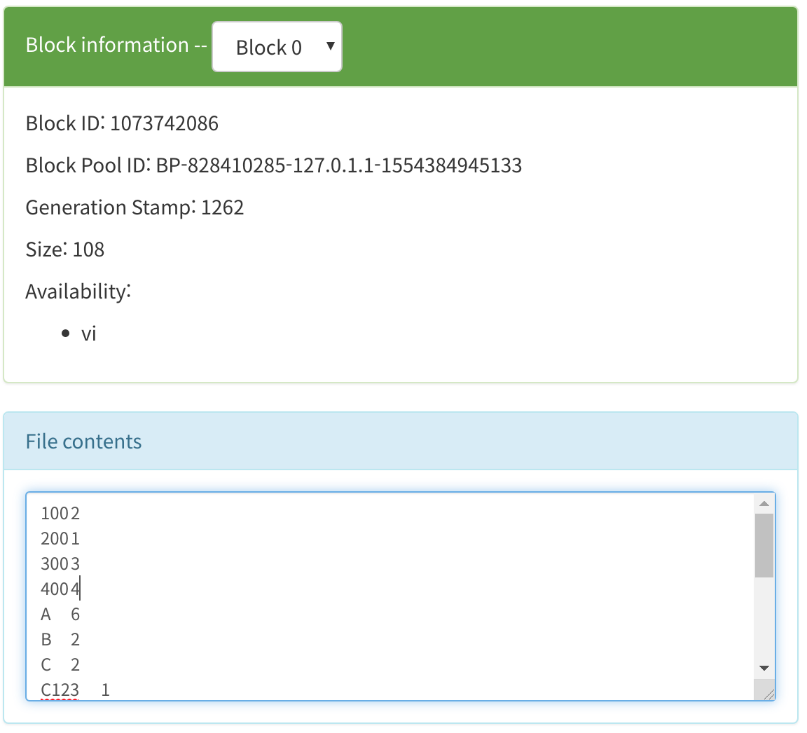 Block information -- Block 0
Block ID: 1073742086
Block Pool ID: BP-828410285-127.0.1.1-1554384945133
Generation Stamp: 1262
Size: 108
Availability:
vi
File contents
100	2
200	1
300	3
400	4
A	6
B	2
C	2
C123	1